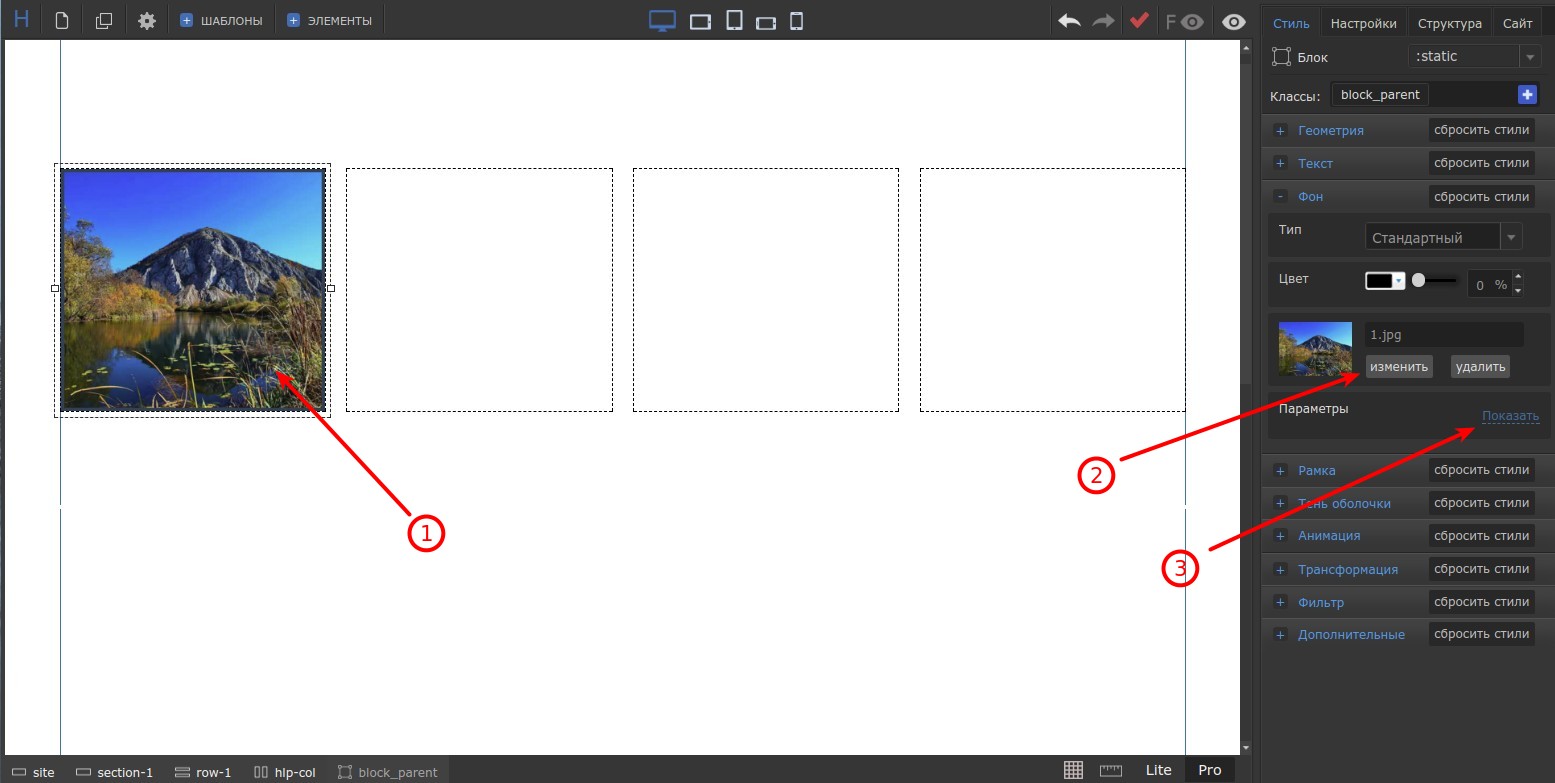 H
ШАБЛОНЫ
ЭЛЕМЕНТЫ
F
Стиль Настройки Структура Сайт
Блок :static
Классы: block_parent
+ Геометрия сбросить стили
+ Текст сбросить стили
- Фон сбросить стили
Тип Стандартный
Цвет 0 %
1.jpg
изменить удалить
Параметры Показать
+ Рамка сбросить стили
+ Тень оболочки сбросить стили
+ Анимация сбросить стили
+ Трансформация сбросить стили
+ Фильтр сбросить стили
+ Дополнительные сбросить стили
1
2
3
site section-1 row-1 hlp-col block_parent
Lite Pro